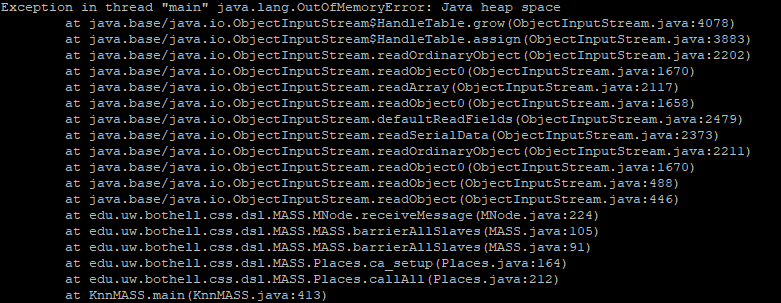 Exception in thread "main" java.lang.OutOfMemoryError: Java heap space
at java.base/java.io.ObjectInputStream$HandleTable.grow(ObjectInputStream.java:4078)
at java.base/java.io.ObjectInputStream$HandleTable.assign(ObjectInputStream.java:3883)
at java.base/java.io.ObjectInputStream.readOrdinaryObject(ObjectInputStream.java:2202)
at java.base/java.io.ObjectInputStream.readObject0(ObjectInputStream.java:1670)
at java.base/java.io.ObjectInputStream.readArray(ObjectInputStream.java:2117)
at java.base/java.io.ObjectInputStream.readObject0(ObjectInputStream.java:1658)
at java.base/java.io.ObjectInputStream.defaultReadFields(ObjectInputStream.java:2479)
at java.base/java.io.ObjectInputStream.readSerialData(ObjectInputStream.java:2373)
at java.base/java.io.ObjectInputStream.readOrdinaryObject(ObjectInputStream.java:2211)
at java.base/java.io.ObjectInputStream.readObject0(ObjectInputStream.java:1670)
at java.base/java.io.ObjectInputStream.readObject(ObjectInputStream.java:488)
at java.base/java.io.ObjectInputStream.readObject(ObjectInputStream.java:446)
at edu.uw.bothell.css.dsl.MASS.MNode.receiveMessage(MNode.java:224)
at edu.uw.bothell.css.dsl.MASS.MASS.barrierAllSlaves(MASS.java:105)
at edu.uw.bothell.css.dsl.MASS.MASS.barrierAllSlaves(MASS.java:91)
at edu.uw.bothell.css.dsl.MASS.Places.ca_setup(Places.java:164)
at edu.uw.bothell.css.dsl.MASS.Places.callAll(Places.java:212)
at KnnMASS.main(KnnMASS.java:413)